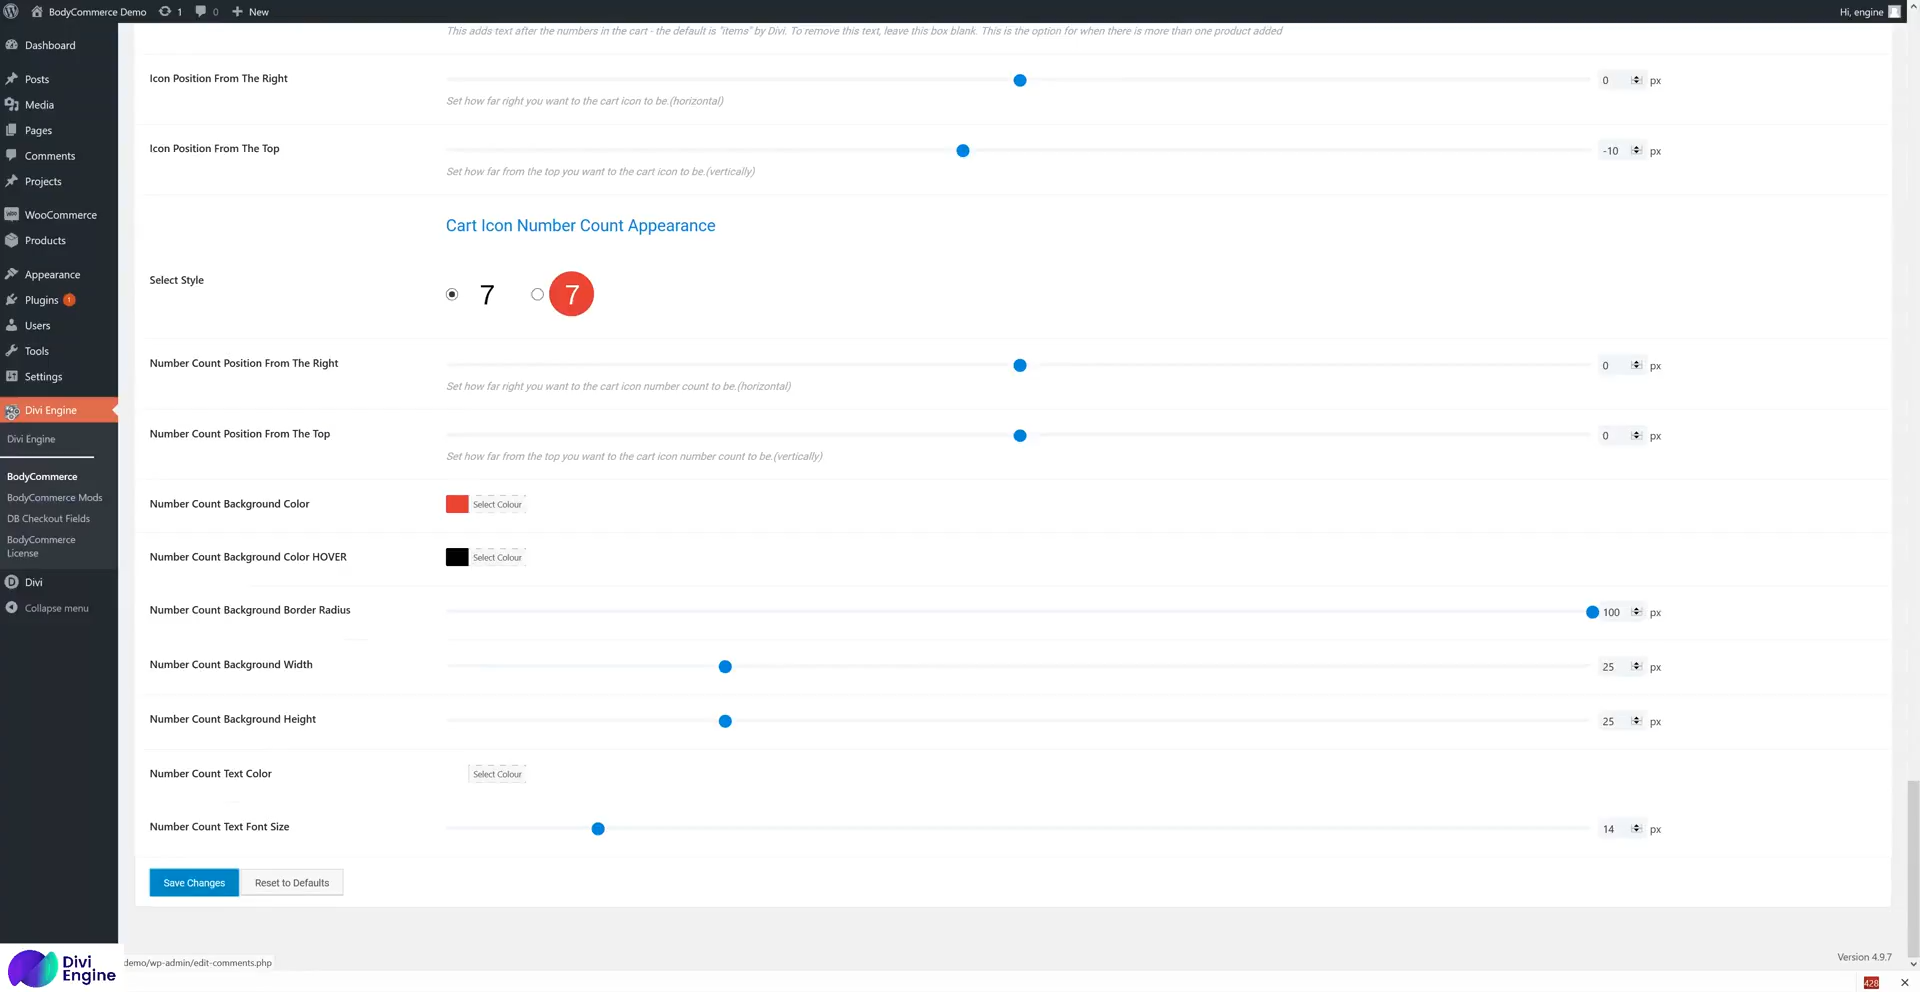 BodyCommerce Demo 1 0 New Hi, engine
This adds text after the numbers in the cart - the default is "items" by Divi. To remove this text, leave this box blank. This is the option for when there is more than one product added
Dashboard
Posts
Media
Pages
Comments
Projects
WooCommerce
Products
Appearance
Plugins 1
Users
Tools
Settings
Divi Engine
Divi Engine
BodyCommerce
BodyCommerce Mods
DB Checkout Fields
BodyCommerce
License
Divi
Collapse menu
Icon Position From The Right 0 px
Set how far right you want to the cart icon to be.(horizontal)
Icon Position From The Top -10 px
Set how far from the top you want to the cart icon to be.(vertically)
Cart Icon Number Count Appearance
Select Style 7 7
Number Count Position From The Right 0 px
Set how far right you want to the cart icon number count to be.(horizontal)
Number Count Position From The Top 0 px
Set how far from the top you want to the cart icon number count to be.(vertically)
Number Count Background Color Select Colour
Number Count Background Color HOVER Select Colour
Number Count Background Border Radius 100 px
Number Count Background Width 25 px
Number Count Background Height 25 px
Number Count Text Color Select Colour
Number Count Text Font Size 14 px
Save Changes Reset to Defaults
Version 4.9.7
Divi
Engine
demo/wp-admin/edit-comments.php
428